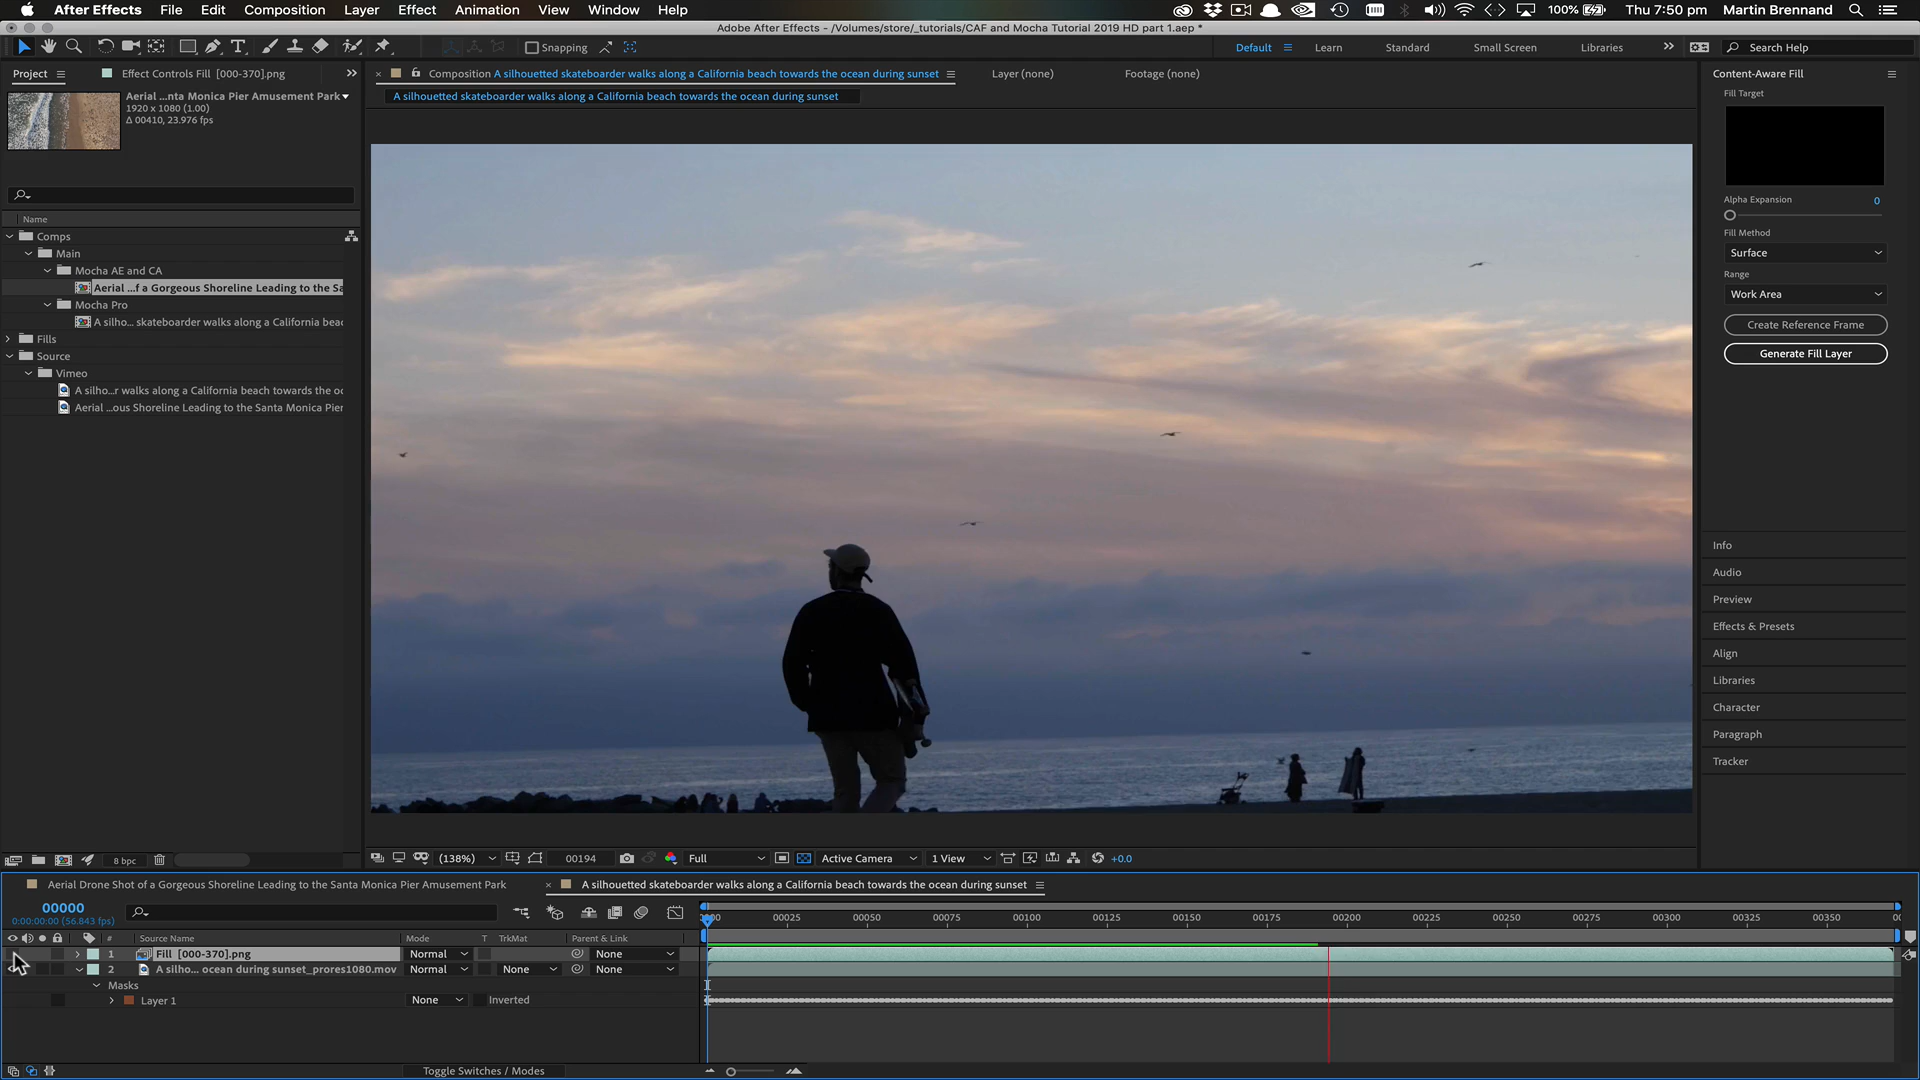 After Effects File Edit Composition Layer Effect Animation View Window Help
100% Thu 7:50 pm Martin Brennand
Adobe After Effects - /Volumes/store/_tutorials/CAF and Mocha Tutorial 2019 HD part 1.aep *
Snapping
Default Learn Standard Small Screen Libraries Search Help
Project Effect Controls Fill [000-370].png
Composition A silhouetted skateboarder walks along a California beach towards the ocean during sunset
Layer (none) Footage (none)
A silhouetted skateboarder walks along a California beach towards the ocean during sunset
Aerial ...nta Monica Pier Amusement Park
1920 x 1080 (1.00)
Δ 00410, 23.976 fps
Name
Comps
Main
Mocha AE and CA
Aerial ...f a Gorgeous Shoreline Leading to the Sa
Mocha Pro
A silho... skateboarder walks along a California beac
Fills
Source
Vimeo
A silho...r walks along a California beach towards the oc
Aerial ...ous Shoreline Leading to the Santa Monica Pier
8 bpc
Content-Aware Fill
Fill Target
Alpha Expansion 0
Fill Method
Surface
Range
Work Area
Create Reference Frame
Generate Fill Layer
Info
Audio
Preview
Effects & Presets
Align
Libraries
Character
Paragraph
Tracker
(138%) 00194 Full Active Camera 1 View +0.0
Aerial Drone Shot of a Gorgeous Shoreline Leading to the Santa Monica Pier Amusement Park
A silhouetted skateboarder walks along a California beach towards the ocean during sunset
00000
0:00:00:00 (56.843 fps)
00025 00050 00075 00100 00125 00150 00175 00200 00225 00250 00275 00300 00325 00350
# Source Name Mode T TrkMat Parent & Link
1 Fill [000-370].png Normal None
2 A silho... ocean during sunset_prores1080.mov Normal None None
Masks
Layer 1 None Inverted
Toggle Switches / Modes